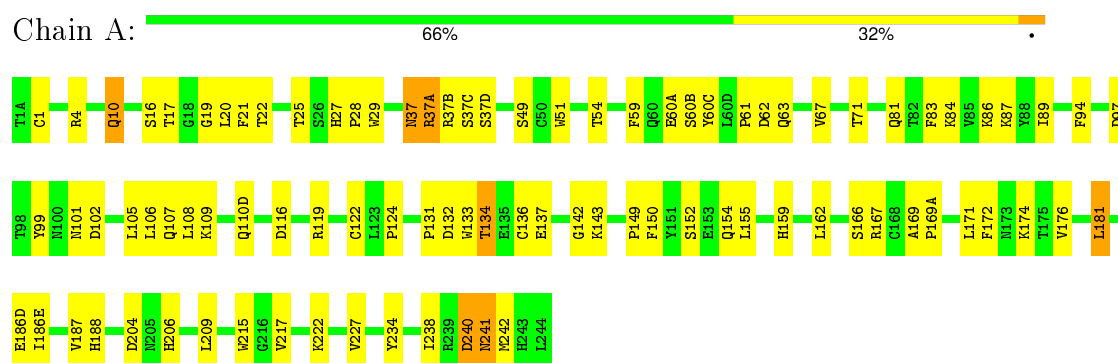 Chain A:
66% 32% •
T1A C1 R4 Q10 S16 T17 G18 G19 L20 F21 T22 T25 S26 H27 P28 W29 N37 R37A R37B S37C S37D S49 C50 W51 T54 F59 Q60 E60A S60B Y60C L60D P61 D62 Q63 V67 T71 Q81 T82 F83 K84 V85 K86 K87 Y88 I89 F94
T98 Y99 N100 N101 D102 L105 L106 Q107 L108 K109 Q110D D116 R119 C122 L123 P124 P131 D132 W133 T134 E135 C136 E137 G142 K143 P149 F150 Y151 S152 E153 Q154 L155 H159 L162 S166 R167 C168 A169 P169A L171 F172 N173 K174 T175 V176 L181
E186D I186E V187 H188 D204 N205 H206 L209 W215 G216 V217 K222 V227 Y234 I238 R239 D240 N241 M242 H243 L244